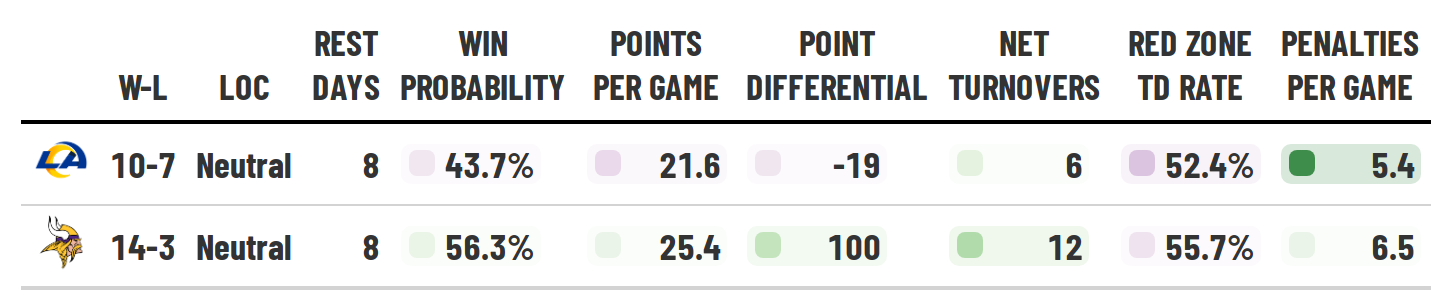 REST WIN POINTS POINT NET RED ZONE PENALTIES
W-L LOC DAYS PROBABILITY PER GAME DIFFERENTIAL TURNOVERS TD RATE PER GAME
LA 10-7 Neutral 8 43.7% 21.6 -19 6 52.4% 5.4
14-3 Neutral 8 56.3% 25.4 100 12 55.7% 6.5